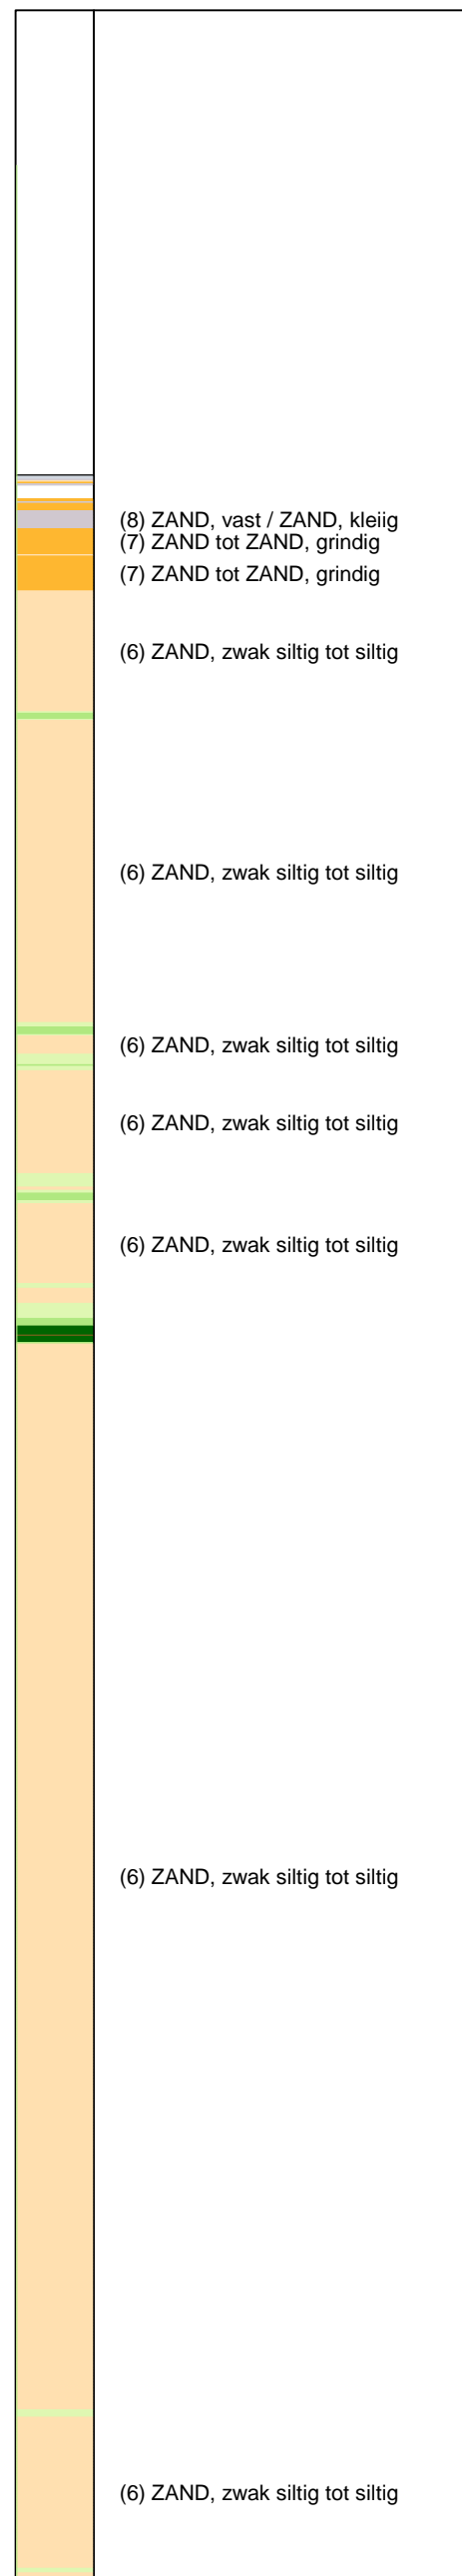 (8) ZAND, vast / ZAND, kleiig
(7) ZAND tot ZAND, grindig
(7) ZAND tot ZAND, grindig
(6) ZAND, zwak siltig tot siltig
(6) ZAND, zwak siltig tot siltig
(6) ZAND, zwak siltig tot siltig
(6) ZAND, zwak siltig tot siltig
(6) ZAND, zwak siltig tot siltig
(6) ZAND, zwak siltig tot siltig
(6) ZAND, zwak siltig tot siltig